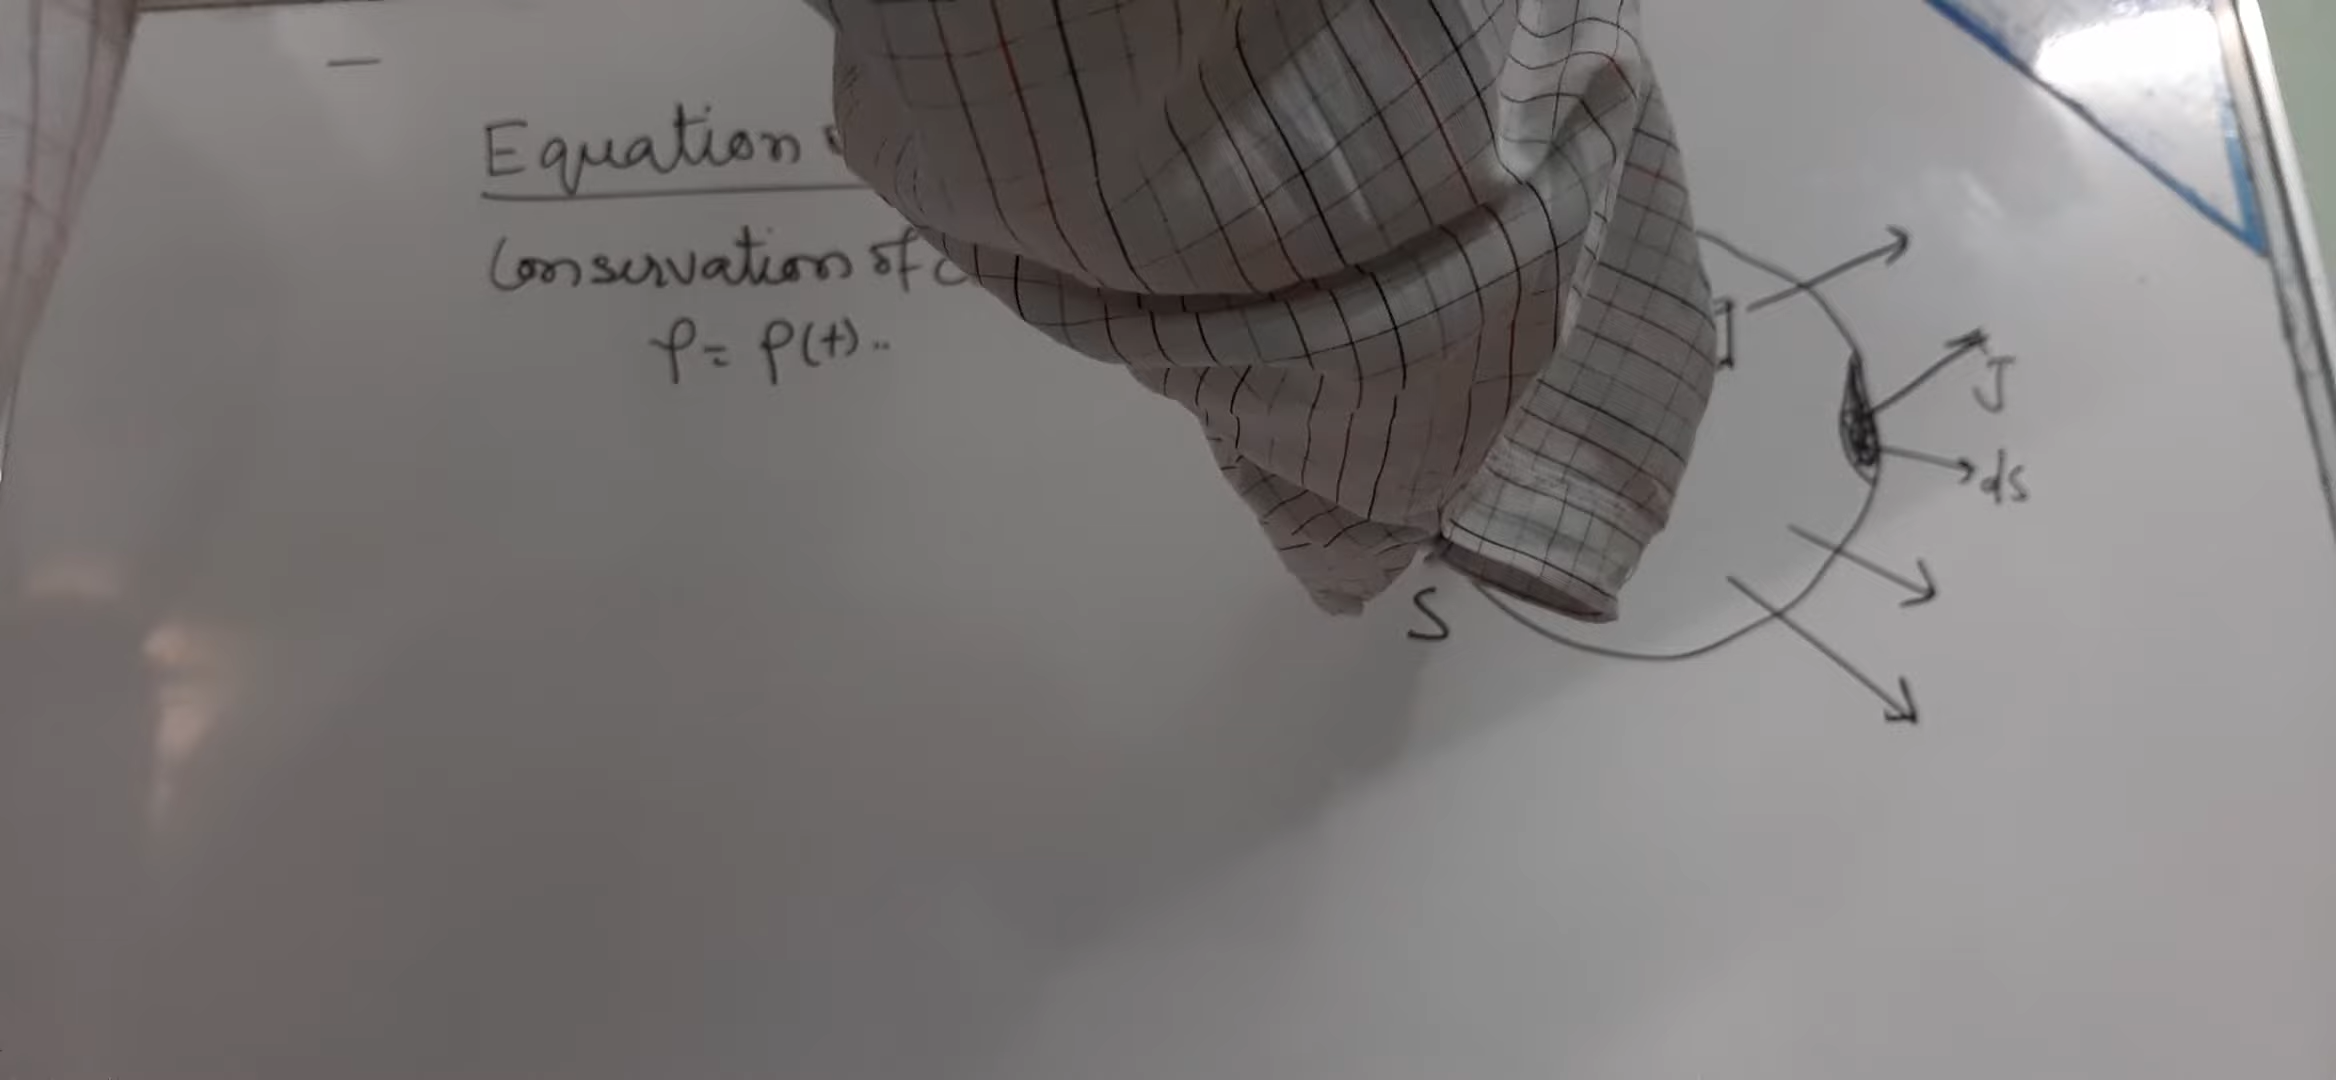 Equation
Conservation of
ρ = ρ(t)..
J
ds
S